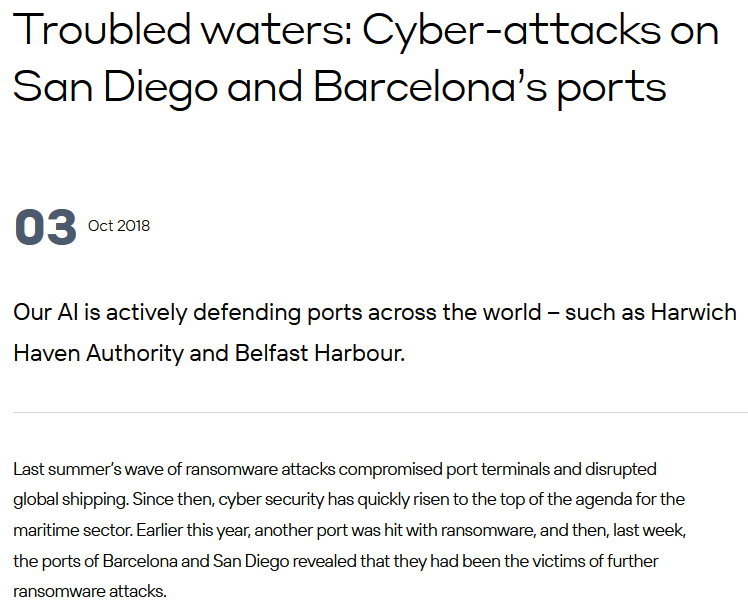 Troubled waters: Cyber-attacks on
San Diego and Barcelona’s ports
03 Oct 2018
Our AI is actively defending ports across the world – such as Harwich
Haven Authority and Belfast Harbour.
Last summer’s wave of ransomware attacks compromised port terminals and disrupted
global shipping. Since then, cyber security has quickly risen to the top of the agenda for the
maritime sector. Earlier this year, another port was hit with ransomware, and then, last week,
the ports of Barcelona and San Diego revealed that they had been the victims of further
ransomware attacks.